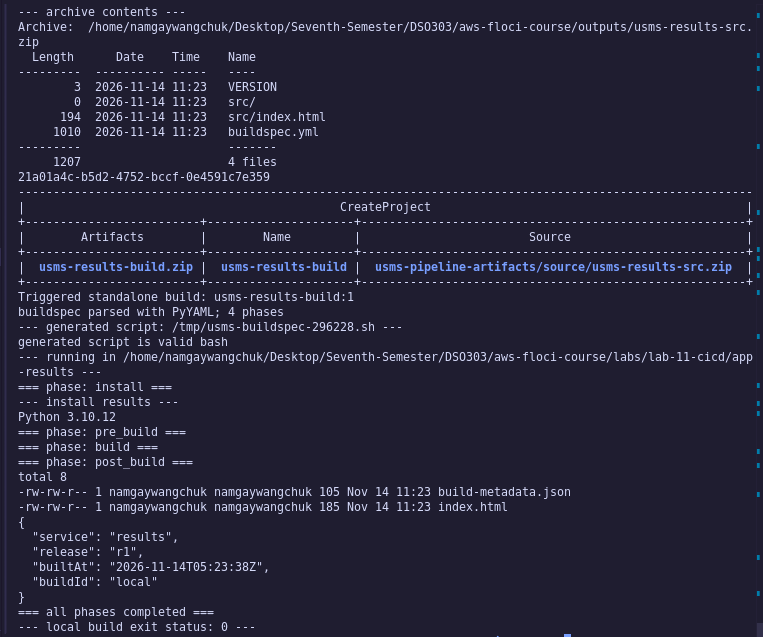 --- archive contents ---
Archive:  /home/namgaywangchuk/Desktop/Seventh-Semester/DSO303/aws-floci-course/outputs/usms-results-src.
zip
  Length      Date    Time    Name
---------  ---------- -----   ----
        3  2026-11-14 11:23   VERSION
        0  2026-11-14 11:23   src/
      194  2026-11-14 11:23   src/index.html
     1010  2026-11-14 11:23   buildspec.yml
---------                     -------
     1207                     4 files
21a01a4c-b5d2-4752-bccf-0e4591c7e359
---------------------------------------------------------------------------------------------------------
|                                             CreateProject                                             |
+-------------------------+---------------------+-------------------------------------------------------+
|        Artifacts        |        Name         |                        Source                         |
+-------------------------+---------------------+-------------------------------------------------------+
|  usms-results-build.zip |  usms-results-build |  usms-pipeline-artifacts/source/usms-results-src.zip  |
+-------------------------+---------------------+-------------------------------------------------------+
Triggered standalone build: usms-results-build:1
buildspec parsed with PyYAML; 4 phases
--- generated script: /tmp/usms-buildspec-296228.sh ---
generated script is valid bash
--- running in /home/namgaywangchuk/Desktop/Seventh-Semester/DSO303/aws-floci-course/labs/lab-11-cicd/app
-results ---
=== phase: install ===
--- install results ---
Python 3.10.12
=== phase: pre_build ===
=== phase: build ===
=== phase: post_build ===
total 8
-rw-rw-r-- 1 namgaywangchuk namgaywangchuk 105 Nov 14 11:23 build-metadata.json
-rw-rw-r-- 1 namgaywangchuk namgaywangchuk 185 Nov 14 11:23 index.html
{
  "service": "results",
  "release": "r1",
  "builtAt": "2026-11-14T05:23:38Z",
  "buildId": "local"
}
=== all phases completed ===
--- local build exit status: 0 ---